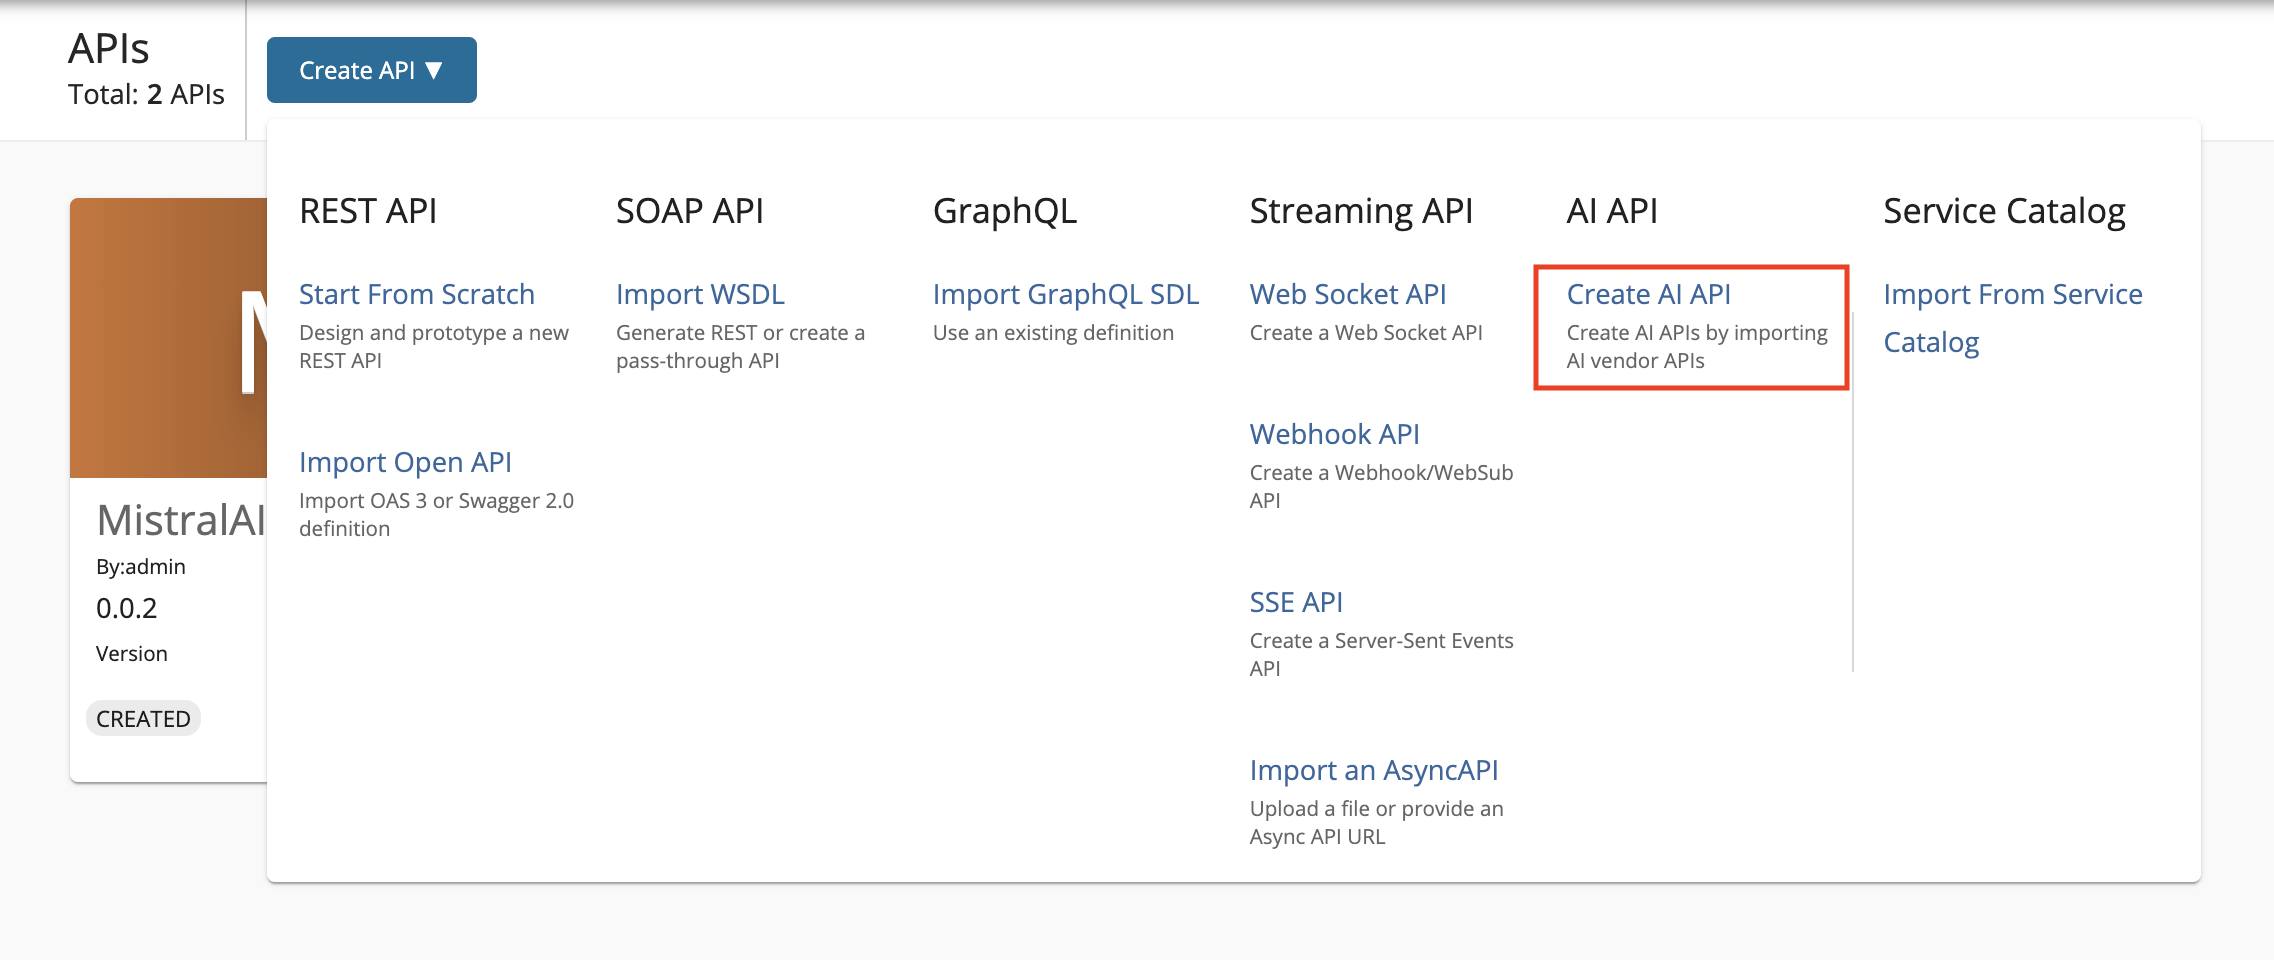 APIs
Total: 2 APIs
Create API ▼
REST API
Start From Scratch
Design and prototype a new
REST API
Import Open API
Import OAS 3 or Swagger 2.0
definition
SOAP API
Import WSDL
Generate REST or create a
pass-through API
GraphQL
Import GraphQL SDL
Use an existing definition
Streaming API
Web Socket API
Create a Web Socket API
Webhook API
Create a Webhook/WebSub
API
SSE API
Create a Server-Sent Events
API
Import an AsyncAPI
Upload a file or provide an
Async API URL
AI API
Create AI API
Create AI APIs by importing
AI vendor APIs
Service Catalog
Import From Service
Catalog
MistralAI
By:admin
0.0.2
Version
CREATED